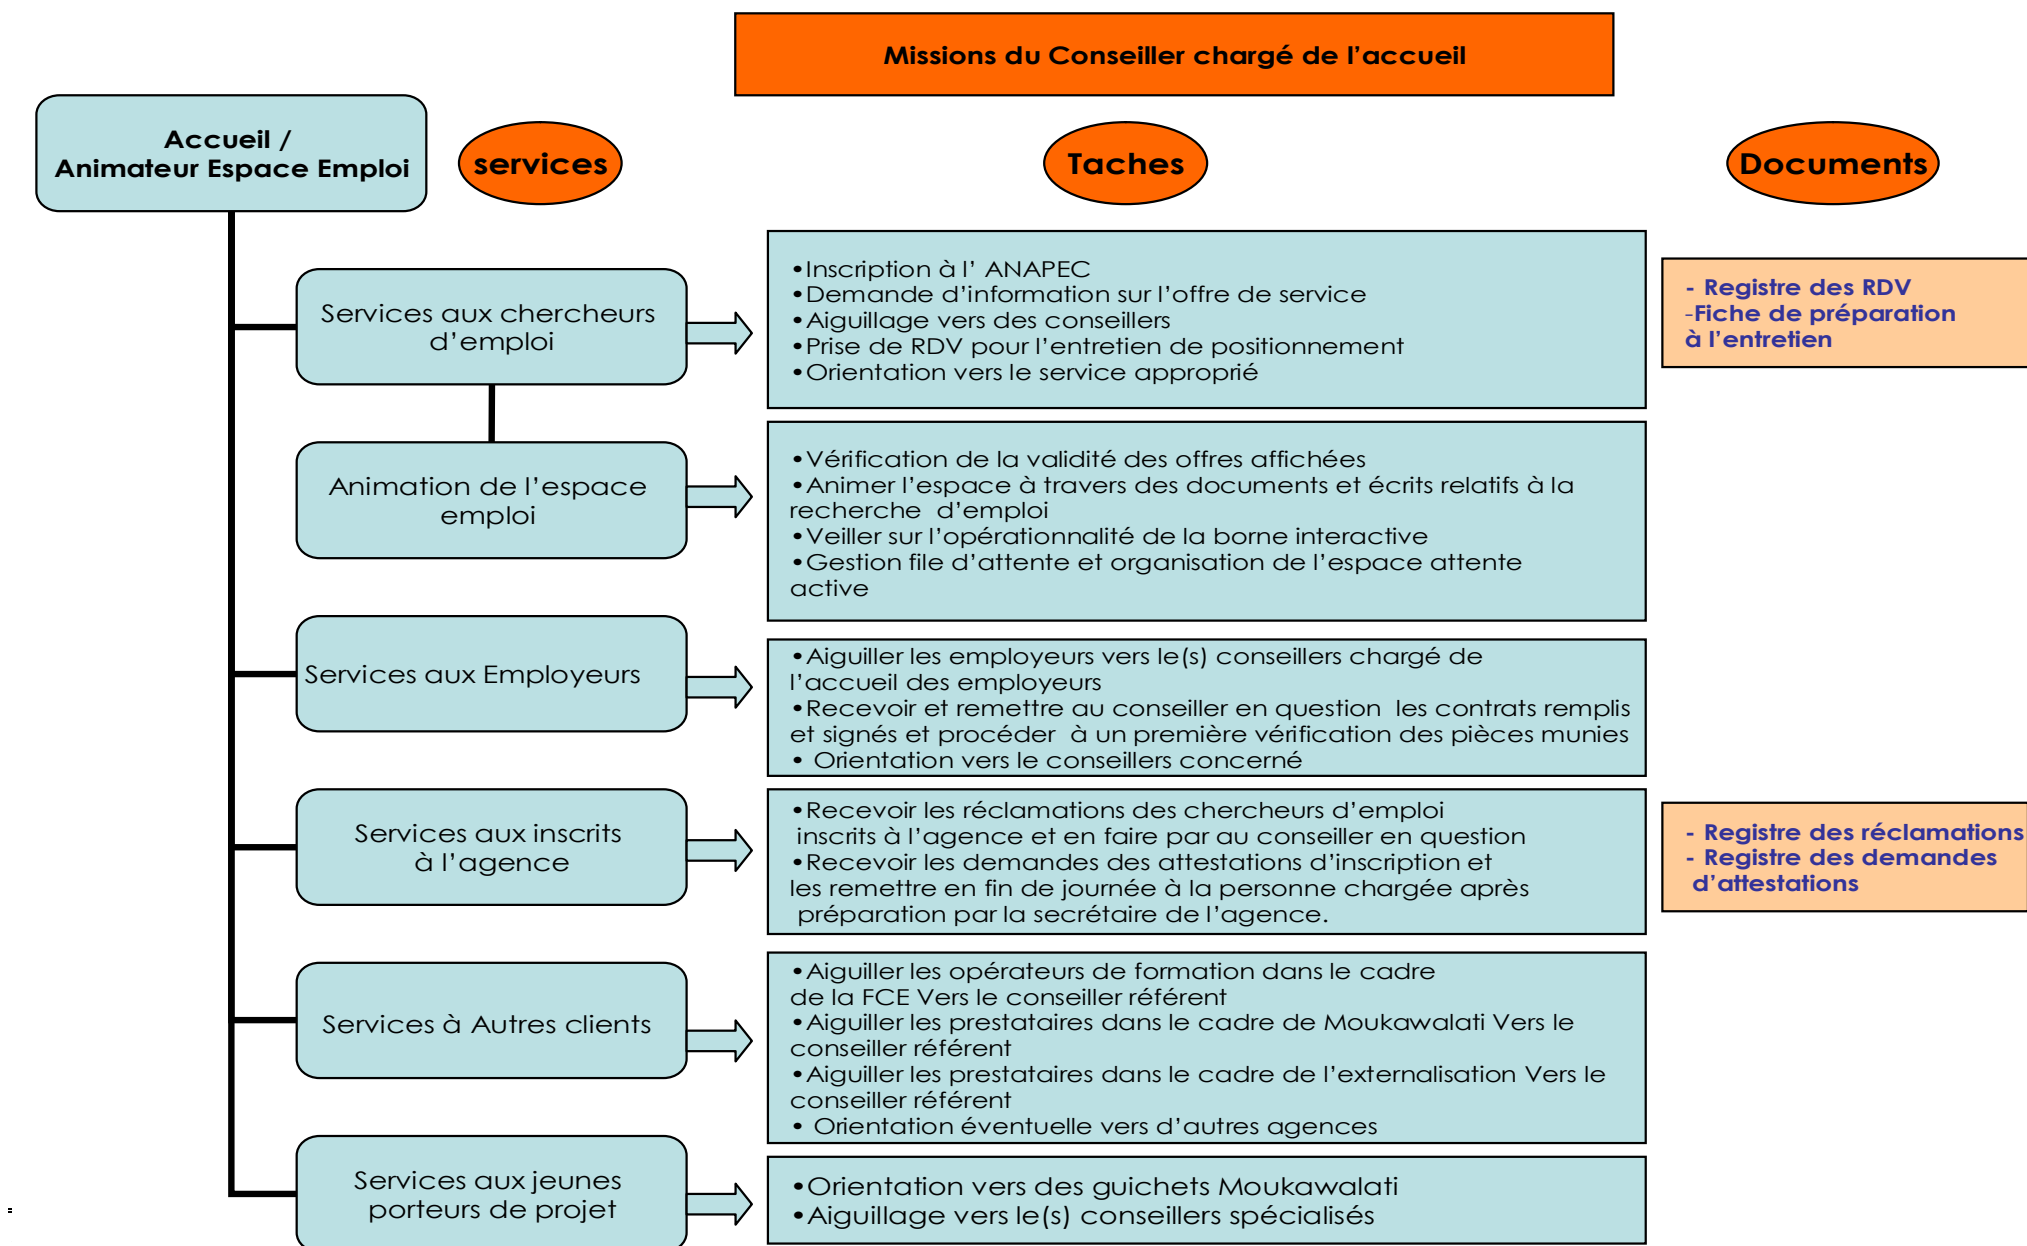 Missions du Conseiller chargé de l'accueil
Accueil /
Animateur Espace Emploi
services
Taches
Documents
Services aux chercheurs
d'emploi
•Inscription à l' ANAPEC
•Demande d'information sur l'offre de service
•Aiguillage vers des conseillers
•Prise de RDV pour l'entretien de positionnement
•Orientation vers le service approprié
- Registre des RDV
-Fiche de préparation
à l'entretien
Animation de l'espace
emploi
•Vérification de la validité des offres affichées
•Animer l'espace à travers des documents et écrits relatifs à la
recherche  d'emploi
•Veiller sur l'opérationnalité de la borne interactive
•Gestion file d'attente et organisation de l'espace attente
active
Services aux Employeurs
•Aiguiller les employeurs vers le(s) conseillers chargé de
l'accueil des employeurs
•Recevoir et remettre au conseiller en question  les contrats remplis
et signés et procéder  à un première vérification des pièces munies
• Orientation vers le conseillers concerné
Services aux inscrits
à l'agence
•Recevoir les réclamations des chercheurs d'emploi
inscrits à l'agence et en faire par au conseiller en question
•Recevoir les demandes des attestations d'inscription et
les remettre en fin de journée à la personne chargée après
préparation par la secrétaire de l'agence.
- Registre des réclamations
- Registre des demandes
d'attestations
Services à Autres clients
•Aiguiller les opérateurs de formation dans le cadre
de la FCE Vers le conseiller référent
•Aiguiller les prestataires dans le cadre de Moukawalati Vers le
conseiller référent
•Aiguiller les prestataires dans le cadre de l'externalisation Vers le
conseiller référent
• Orientation éventuelle vers d'autres agences
Services aux jeunes
porteurs de projet
•Orientation vers des guichets Moukawalati
•Aiguillage vers le(s) conseillers spécialisés